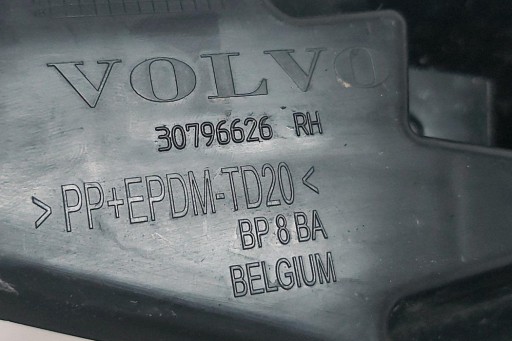 VOLVO
30796626 RH
>PP+EPDM-TD20<
BP 8 BA
BELGIUM